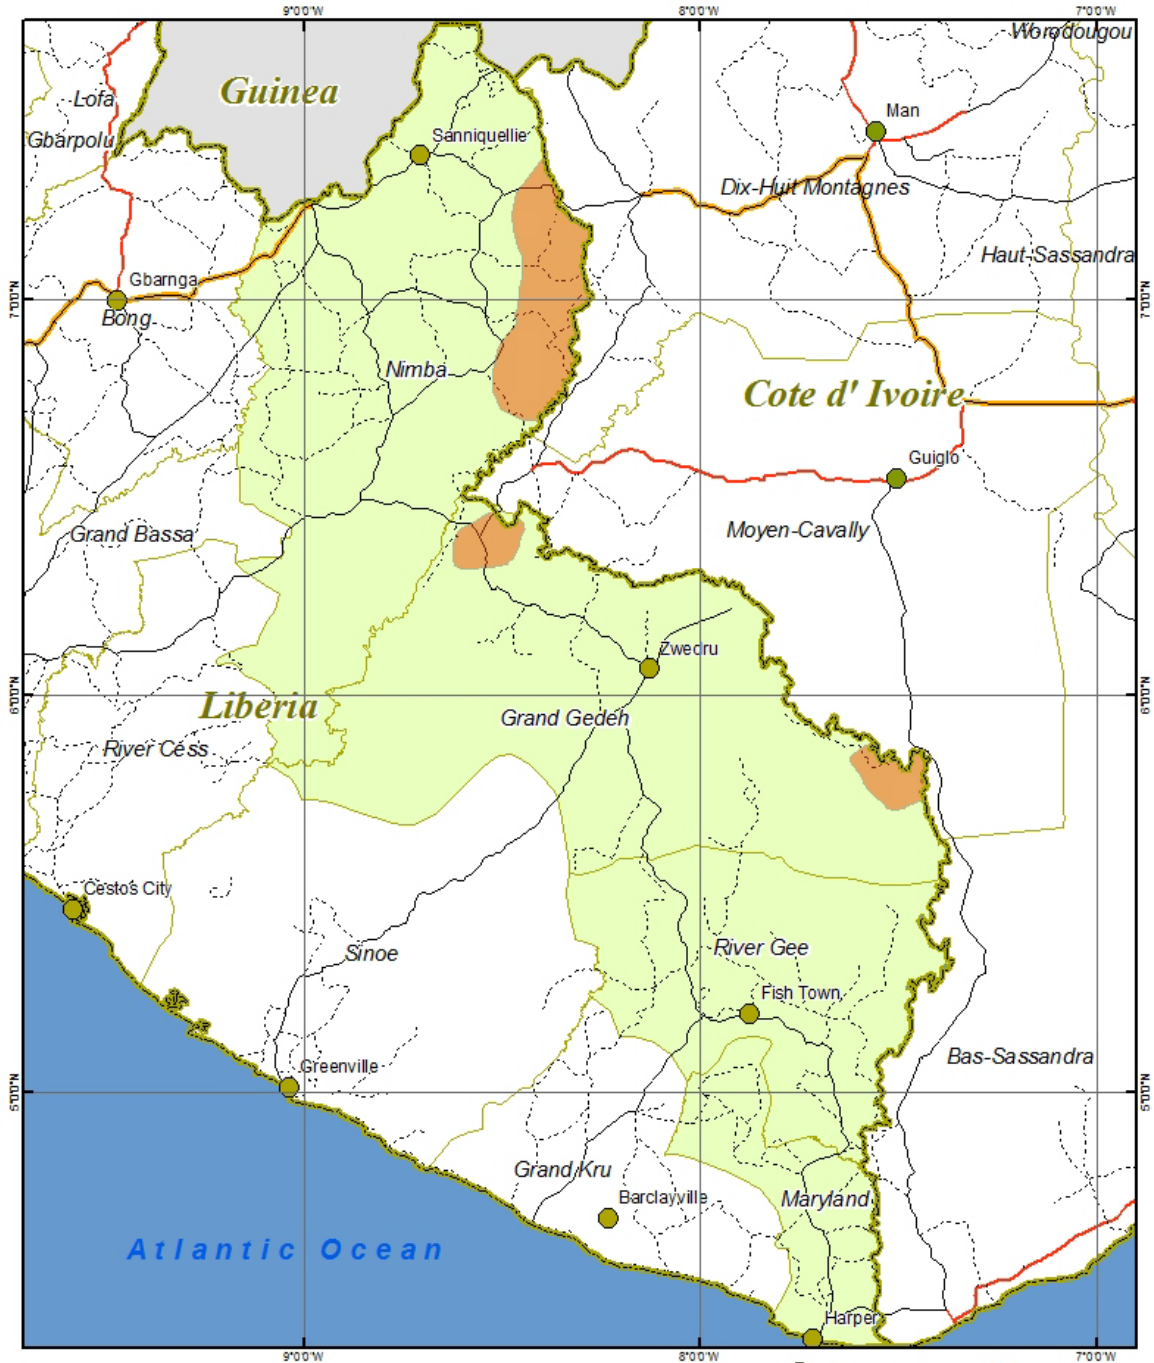 9°0'0"W
8°0'0"W
7°0'0"W
Worodougou
Guinea
Lofa
Man
Gbarpolu
Sanniquellie
Dix-Huit Montagnes
Haut-Sassandra
Gbarnga
7°0'0"N
7°0'0"N
Bong
Nimba
Cote d' Ivoire
Guiglo
Grand Bassa
Moyen-Cavally
Zwedru
6°0'0"N
6°0'0"N
Liberia
Grand Gedeh
River Cess
Cestos City
Sinoe
River Gee
Fish Town
Bas-Sassandra
Greenville
5°0'0"N
5°0'0"N
Grand Kru
Barclayville
Maryland
Atlantic Ocean
Harper
9°0'0"W
8°0'0"W
7°0'0"W